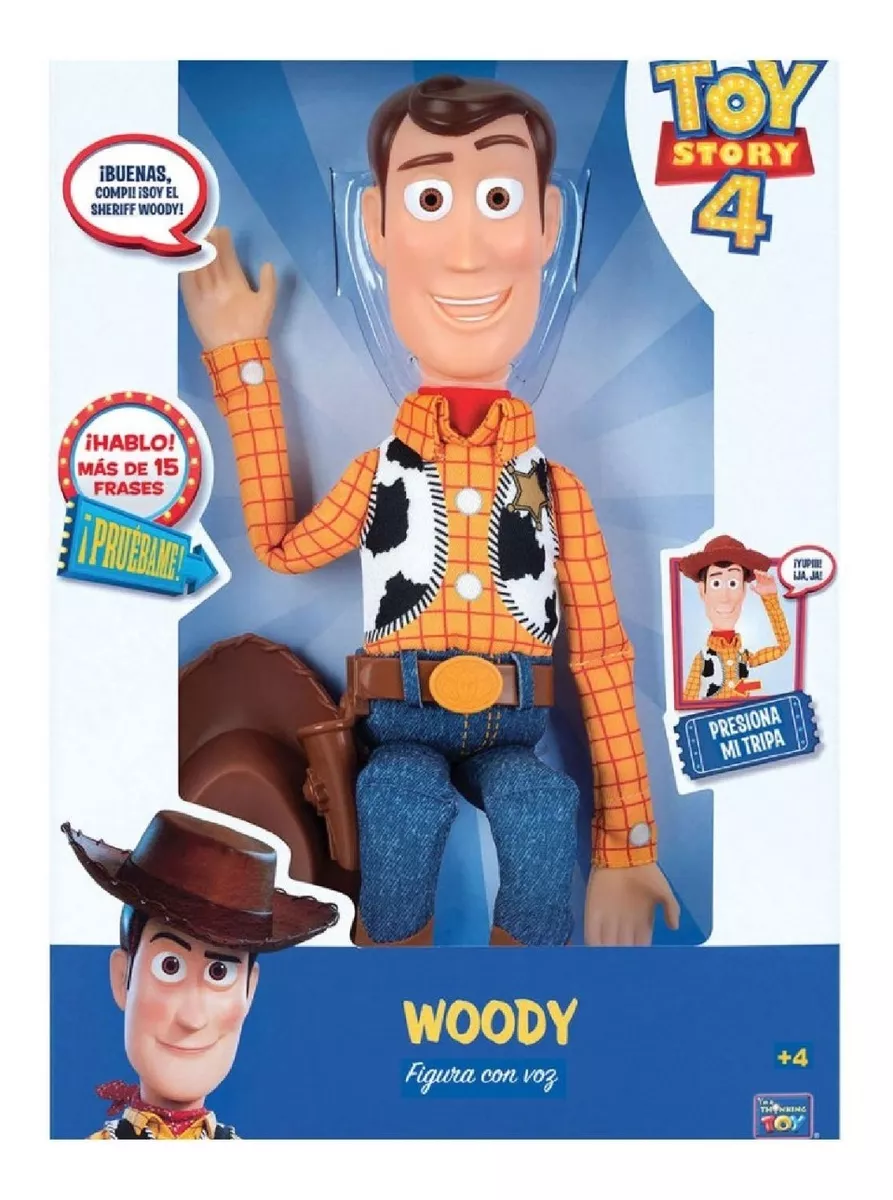 TOY
STORY
4
¡BUENAS,
COMPI! ¡SOY EL
SHERIFF WOODY!
¡HABLO!
MÁS DE 15
FRASES
¡PRUÉBAME!
¡YUPIII!
¡JA, JA!
PRESIONA
MI TRIPA
WOODY
Figura con voz
+4
THINKING
TOY